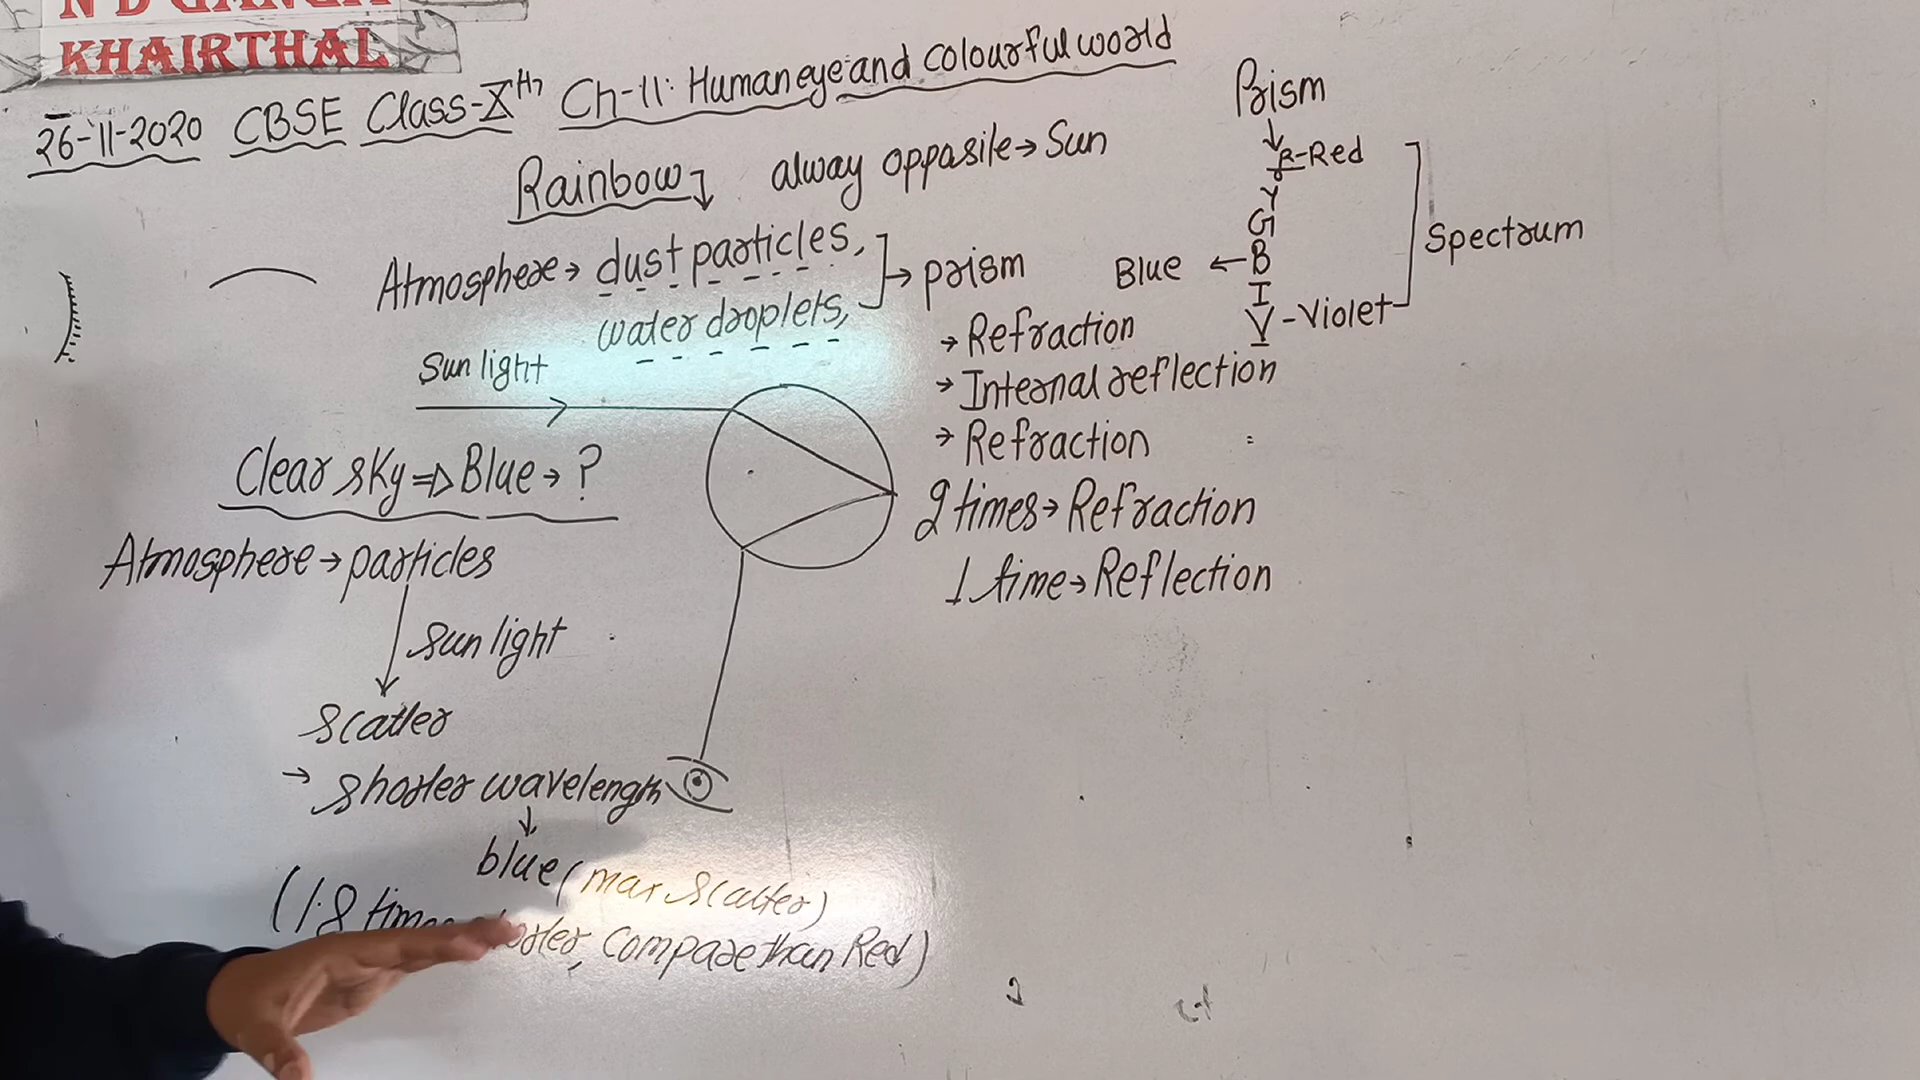 N D GANGA
KHAIRTHAL
26-11-2020 CBSE Class-Xth Ch-11: Human eye and colourful world
Rainbow alway opposite → Sun
Atmosphere → dust particles,
water droplets,
→ prism
→ Refraction
→ Internal reflection
→ Refraction
2 times → Refraction
1 time → Reflection
Prism
R-Red
O
Y
G
Blue ← B
I
V-Violet
Spectrum
Sun light
Clear sky ⇒ Blue → ?
Atmosphere → particles
Sun light
Scatter
→ Shorter wavelength
blue (max scatter)
(1.8 times, compare than Red)